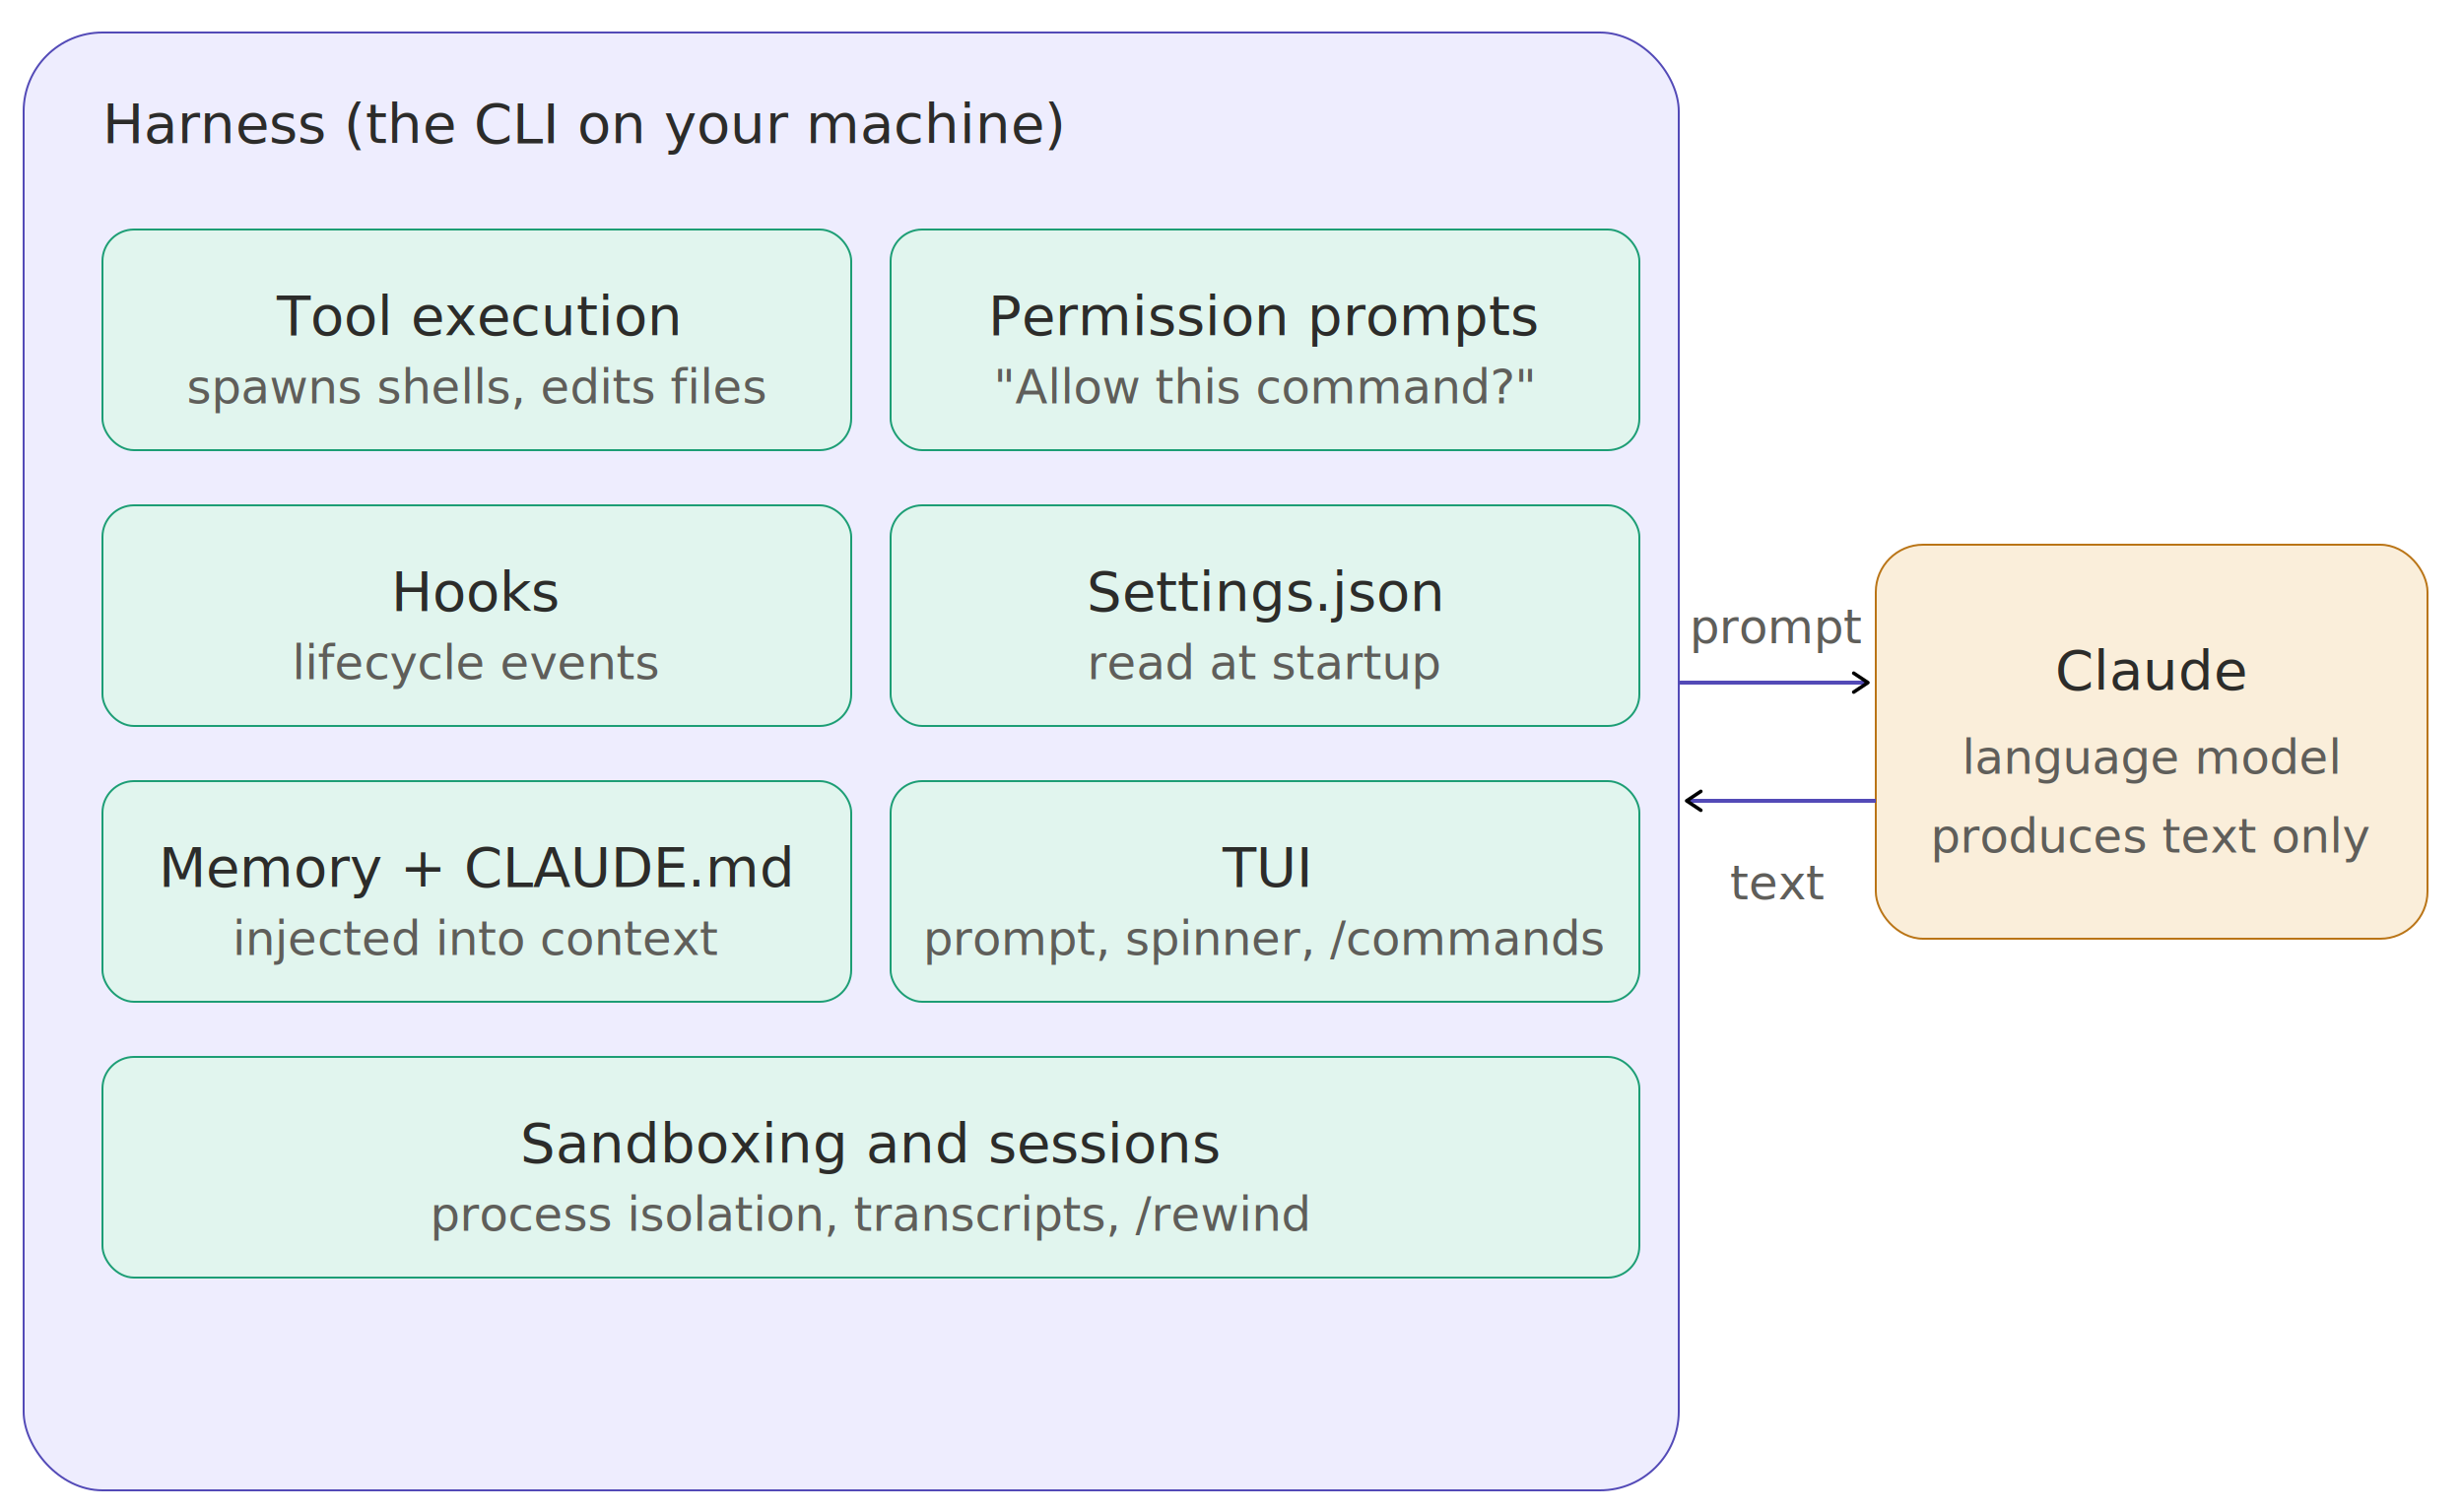 Harness (the CLI on your machine)
Tool execution
spawns shells, edits files
Permission prompts
"Allow this command?"
Hooks
lifecycle events
Settings.json
read at startup
Memory + CLAUDE.md
injected into context
TUI
prompt, spinner, /commands
Sandboxing and sessions
process isolation, transcripts, /rewind
prompt
text
Claude
language model
produces text only